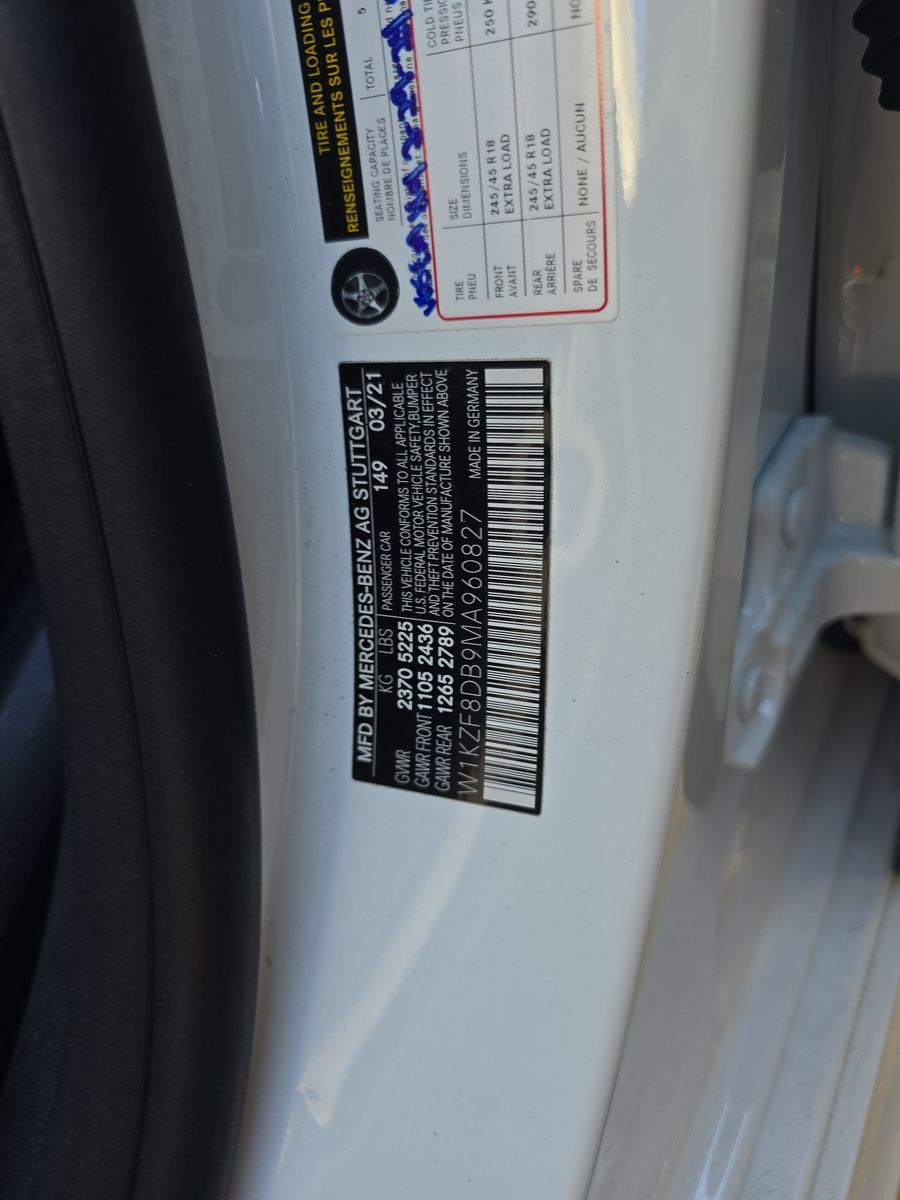 TIRE AND LOADING
RENSEIGNEMENTS SUR LES P
SEATING CAPACITY
NOMBRE DE PLACES
TOTAL 5
TIRE
PNEU
SIZE
DIMENSIONS
COLD TI
PRESSIO
PNEUS
FRONT
AVANT
245/45 R18
EXTRA LOAD
250 K
REAR
ARRIÈRE
245/45 R18
EXTRA LOAD
290
SPARE
DE SECOURS
NONE / AUCUN
NO
MFD BY MERCEDES-BENZ AG STUTTGART
KG LBS PASSENGER CAR 149 03/21
GVWR 2370 5225 THIS VEHICLE CONFORMS TO ALL APPLICABLE
GAWR FRONT 1105 2436 U.S. FEDERAL MOTOR VEHICLE SAFETY,BUMPER
GAWR REAR 1265 2789 AND THEFT PREVENTION STANDARDS IN EFFECT
ON THE DATE OF MANUFACTURE SHOWN ABOVE
W1KZF8DB9MA960827 MADE IN GERMANY